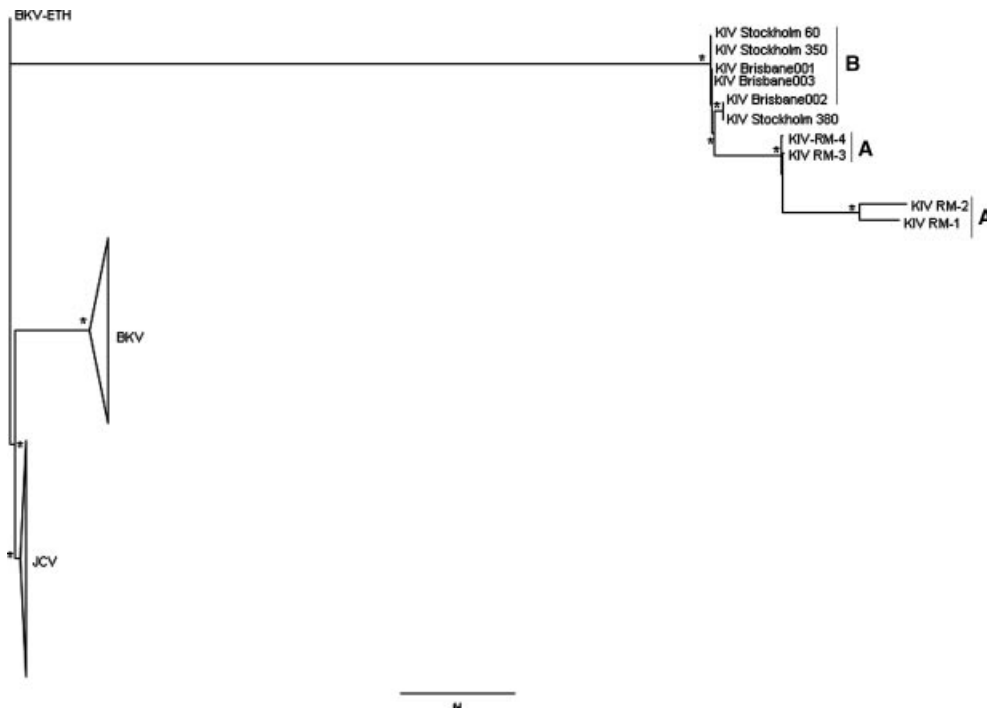 BKV-ETH
KIV Stockholm 60
KIV Stockholm 350
KIV Brisbane001
KIV Brisbane003
B
KIV Brisbane002
KIV Stockholm 380
KIV-RM-4
KIV RM-3
A
KIV RM-2
KIV RM-1
A
BKV
JCV